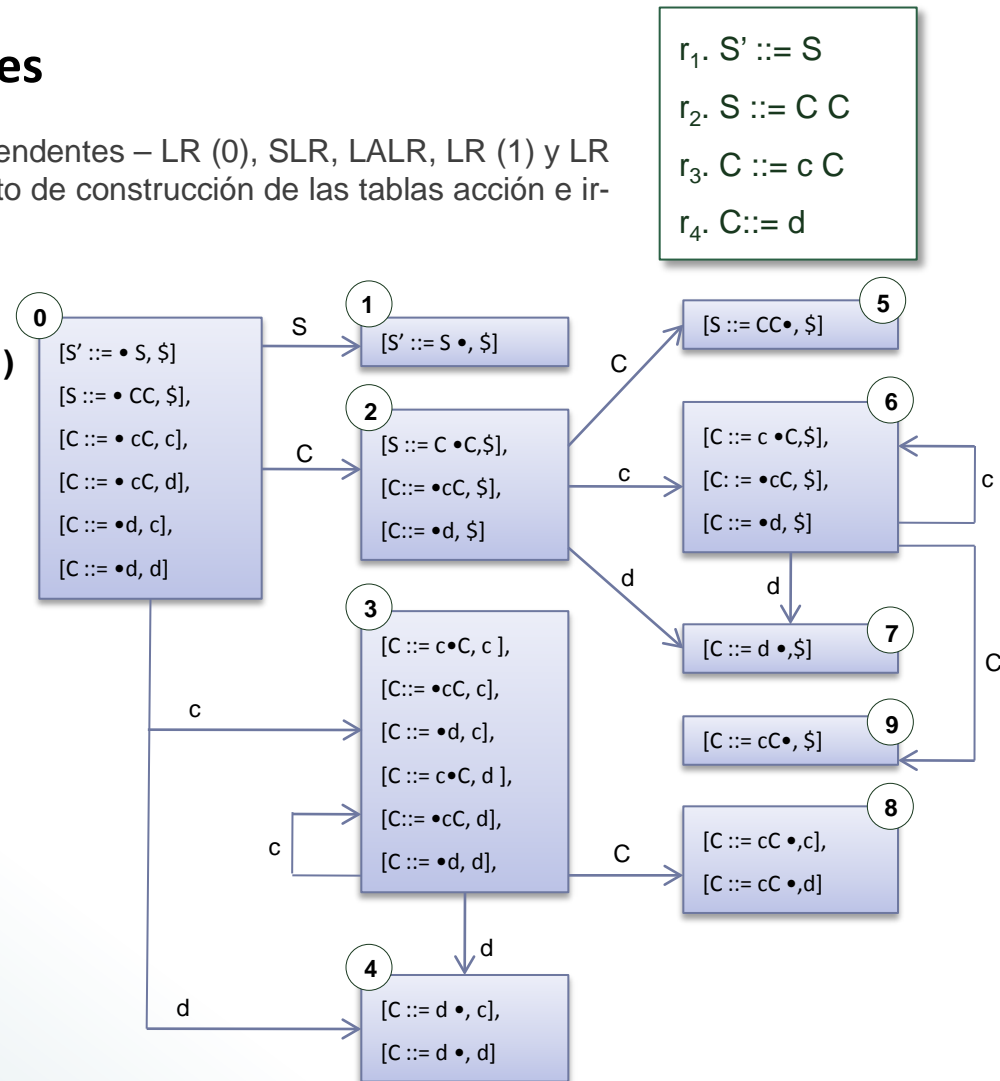 es
endentes – LR (0), SLR, LALR, LR (1) y LR
to de construcción de las tablas acción e ir-
r1. S’ ::= S
r2. S ::= C C
r3. C ::= c C
r4. C::= d
)
0
[S’ ::= • S, $]
[S ::= • CC, $],
[C ::= • cC, c],
[C ::= • cC, d],
[C ::= •d, c],
[C ::= •d, d]
S
C
c
d
1
[S’ ::= S •, $]
2
[S ::= C •C,$],
[C::= •cC, $],
[C::= •d, $]
C
c
d
3
[C ::= c•C, c ],
[C::= •cC, c],
[C ::= •d, c],
[C ::= c•C, d ],
[C::= •cC, d],
[C ::= •d, d],
c
C
d
4
[C ::= d •, c],
[C ::= d •, d]
5
[S ::= CC•, $]
6
[C ::= c •C,$],
[C: := •cC, $],
[C ::= •d, $]
c
d
C
7
[C ::= d •,$]
9
[C ::= cC•, $]
8
[C ::= cC •,c],
[C ::= cC •,d]